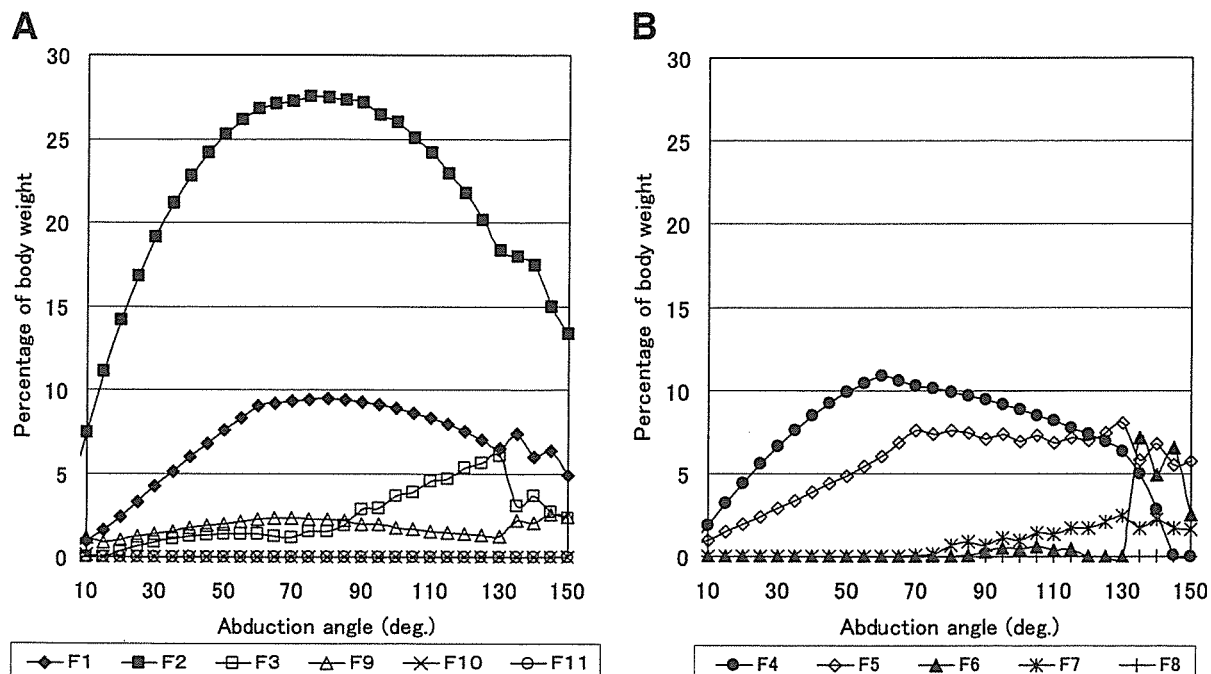 A
30
25
20
15
10
5
0
Percentage of body weight
10 30 50 70 90 110 130 150
Abduction angle (deg.)
F1 F2 F3 F9 F10 F11
B
30
25
20
15
10
5
0
Percentage of body weight
10 30 50 70 90 110 130 150
Abduction angle (deg.)
F4 F5 F6 F7 F8